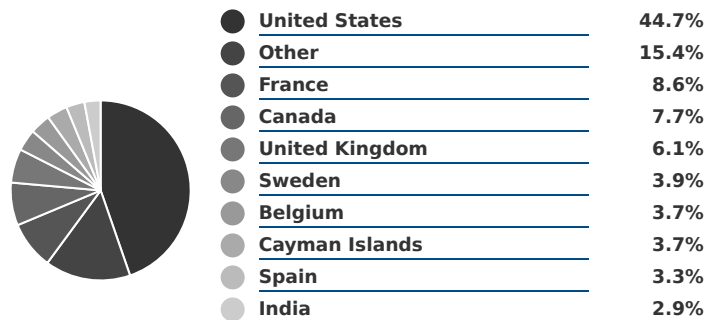 United States 44.7%
Other 15.4%
France 8.6%
Canada 7.7%
United Kingdom 6.1%
Sweden 3.9%
Belgium 3.7%
Cayman Islands 3.7%
Spain 3.3%
India 2.9%